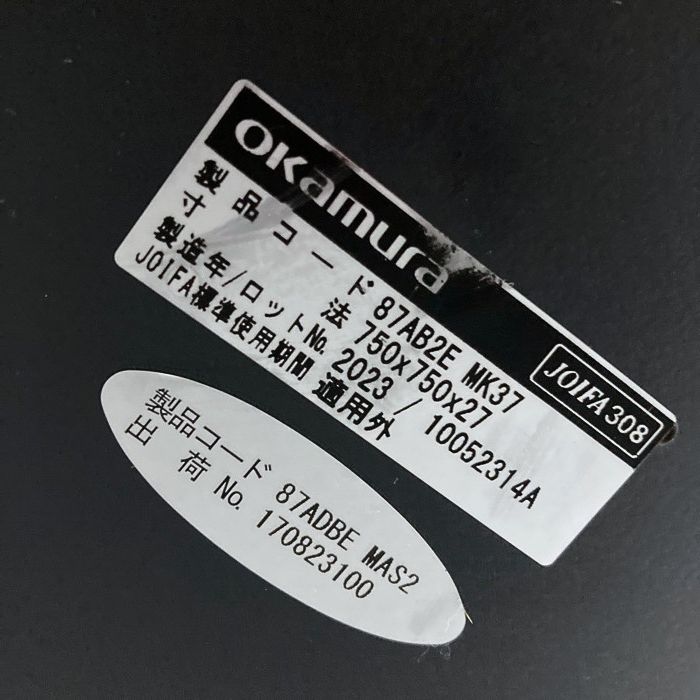 Okamura
製品コード 87AB2E MK37
寸 法 750x750x27
製造年/ロットNo. 2023 / 10052314A
JOIFA標準使用期間 適用外
JOIFA308
製品コード 87ADBE MAS2
出 荷 No. 170823100